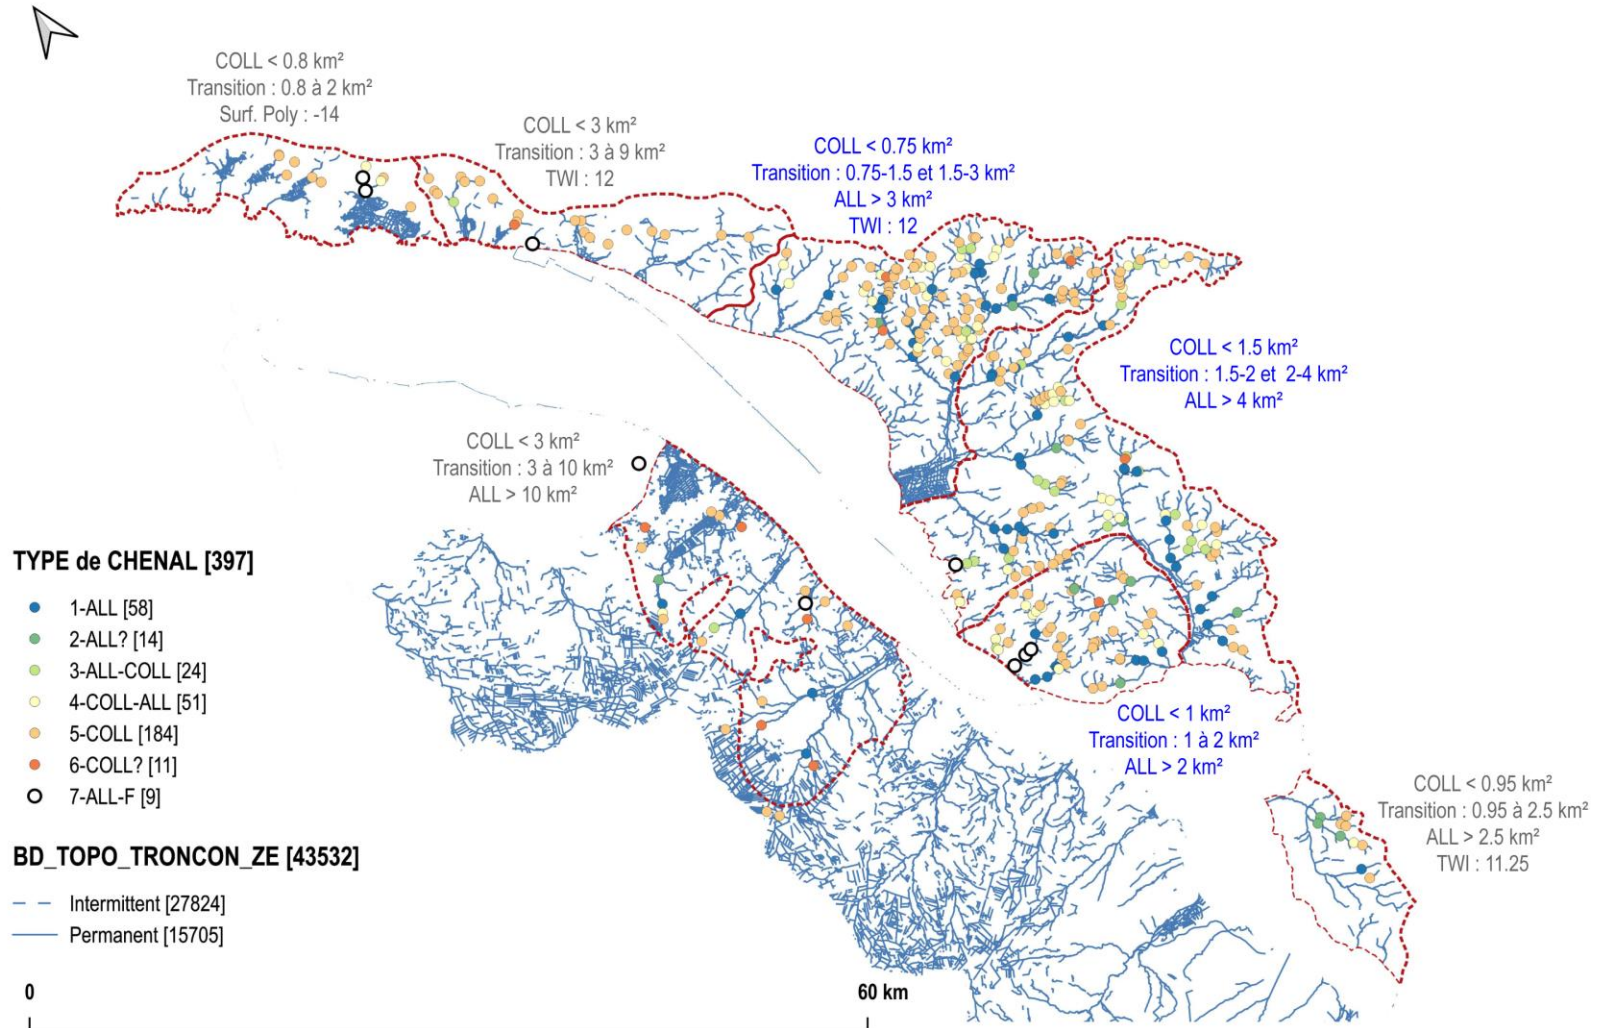 COLL < 0.8 km²
Transition : 0.8 à 2 km²
Surf. Poly : -14
COLL < 3 km²
Transition : 3 à 9 km²
TWI : 12
COLL < 0.75 km²
Transition : 0.75-1.5 et 1.5-3 km²
ALL > 3 km²
TWI : 12
COLL < 1.5 km²
Transition : 1.5-2 et 2-4 km²
ALL > 4 km²
COLL < 3 km²
Transition : 3 à 10 km²
ALL > 10 km²
TYPE de CHENAL [397]
1-ALL [58]
2-ALL? [14]
3-ALL-COLL [24]
4-COLL-ALL [51]
5-COLL [184]
6-COLL? [11]
7-ALL-F [9]
BD_TOPO_TRONCON_ZE [43532]
Intermittent [27824]
Permanent [15705]
COLL < 1 km²
Transition : 1 à 2 km²
ALL > 2 km²
COLL < 0.95 km²
Transition : 0.95 à 2.5 km²
ALL > 2.5 km²
TWI : 11.25
0
60 km